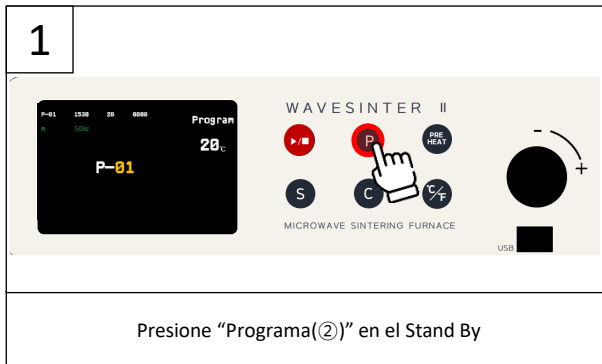 1
P-01 1530 20 0000
Program
m 50Hz
20℃
P-01
WAVESINTER II
P
PRE
HEAT
S
C
℃/℉
MICROWAVE SINTERING FURNACE
- +
USB
Presione “Programa(②)” en el Stand By